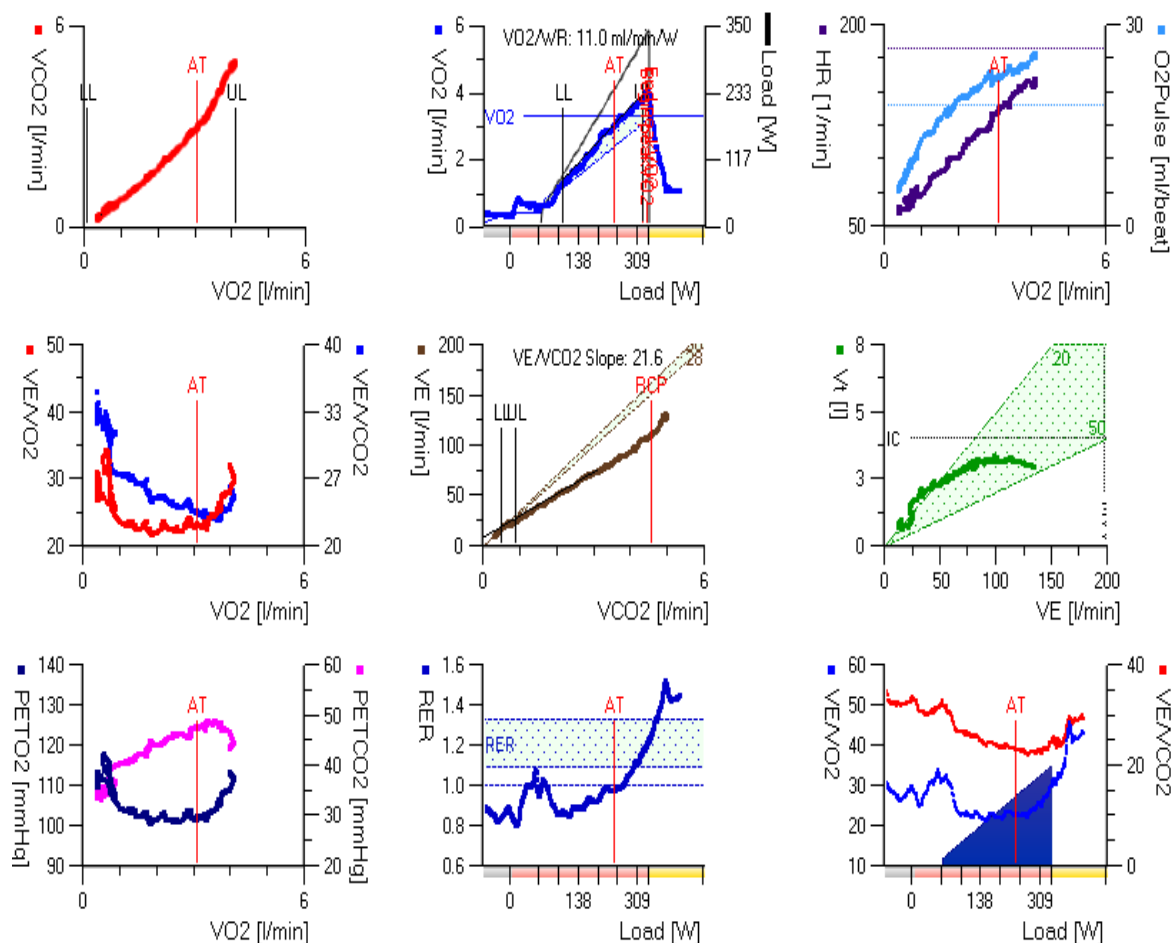 VCO2 [l/min]
6
0
LL
AT
UL
0
6
VO2 [l/min]
VO2 [l/min]
6
4
2
0
VO2/WR: 11.0 ml/min/W
LL
AT
VO2
Load [W]
350
233
117
0
0
138
309
Load [W]
HR [1/min]
200
50
AT
O2Pulse [ml/beat]
30
0
0
6
VO2 [l/min]
VE/VO2
50
40
30
20
AT
VE/VCO2
40
33
27
20
0
6
VO2 [l/min]
VE [l/min]
200
150
100
50
0
VE/VCO2 Slope: 21.6
28
RCP
LL
UL
0
6
VCO2 [l/min]
Vt [l]
8
5
3
0
20
50
IC
0
50
100
150
200
VE [l/min]
PETO2 [mmHg]
140
130
120
110
100
90
AT
PETCO2 [mmHg]
60
50
40
30
20
0
6
VO2 [l/min]
RER
1.6
1.4
1.2
1.0
0.8
0.6
AT
RER
0
138
309
Load [W]
VE/VO2
60
50
40
30
20
10
AT
VE/VCO2
40
20
0
0
138
309
Load [W]